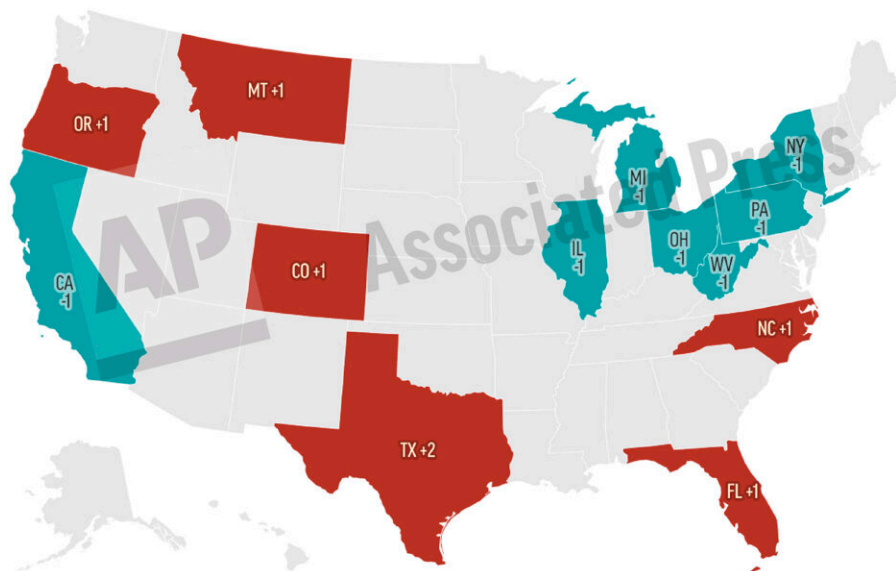 MT +1
OR +1
NY
-1
MI
-1
PA
-1
OH
-1
IL
-1
WV
-1
CO +1
CA
-1
NC +1
TX +2
FL +1
AP Associated Press